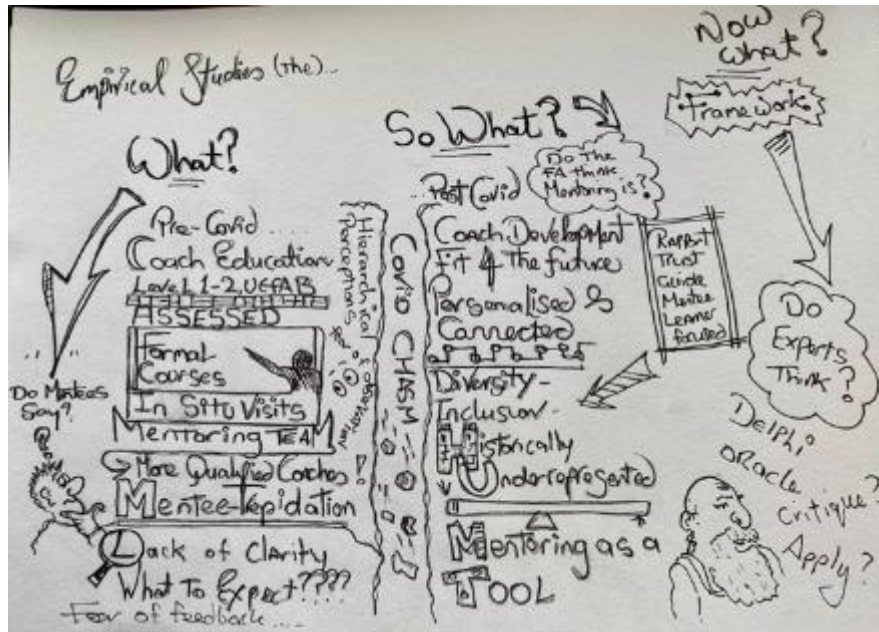 Empirical Studies (the)...
What?
Pre-Covid....
Coach Education
Level 1-2, UEFA B
ASSESSED
Formal
Courses
In Situ Visits
Mentoring TEAM
More Qualified Coaches!
Mentee-trepidation
Lack of Clarity
What To Expect????
Fear of feedback....
Do Mentees
Say?
Hierarchical
Perceptions
Fear of observation
Covid CHASM
So What?
Do The
FA think
Mentoring is?
..Post Covid
Coach Development
Fit 4 the future
Personalised &
Connected
Diversity-
Inclusion-
Historically
Underrepresented
Mentoring as a
TOOL
Rapport
Trust
Guide
Mentee
Learner
focused
Now
what?
Framework
Do
Experts
Think?
Delphi
oracle
Critique?
Apply?